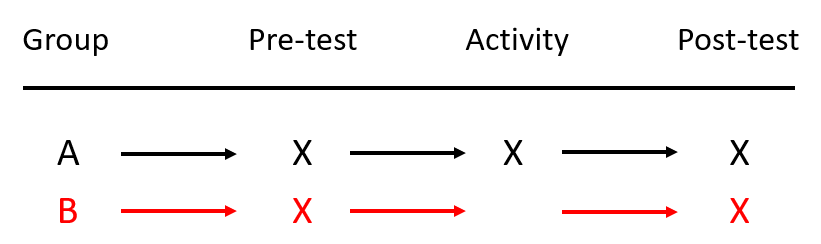 Group Pre-test Activity Post-test
A X X X
B X X